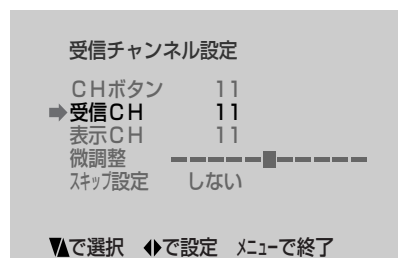 受信チャンネル設定
CHボタン 11
➡受信CH 11
表示CH 11
微調整
スキップ設定 しない
▼▲で選択 ◀▶で設定 メニューで終了